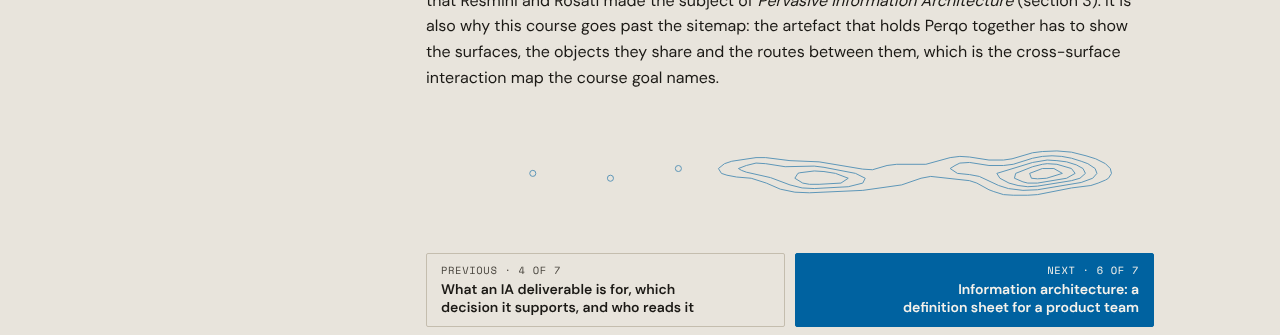 that Resmini and Rosati made the subject of Pervasive Information Architecture (section 3). It is
also why this course goes past the sitemap: the artefact that holds Perqo together has to show
the surfaces, the objects they share and the routes between them, which is the cross-surface
interaction map the course goal names.
PREVIOUS · 4 OF 7
What an IA deliverable is for, which
decision it supports, and who reads it
NEXT · 6 OF 7
Information architecture: a
definition sheet for a product team